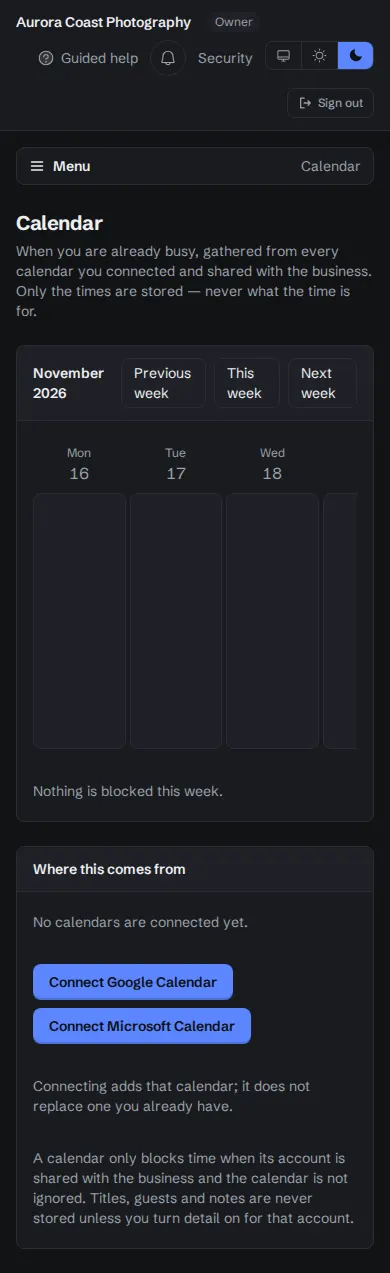 Aurora Coast Photography Owner
Guided help Security
Sign out
Menu Calendar
Calendar
When you are already busy, gathered from every
calendar you connected and shared with the business.
Only the times are stored — never what the time is
for.
November
2026
Previous
week
This
week
Next
week
Mon Tue Wed
16 17 18
Nothing is blocked this week.
Where this comes from
No calendars are connected yet.
Connect Google Calendar
Connect Microsoft Calendar
Connecting adds that calendar; it does not
replace one you already have.
A calendar only blocks time when its account is
shared with the business and the calendar is not
ignored. Titles, guests and notes are never
stored unless you turn detail on for that account.